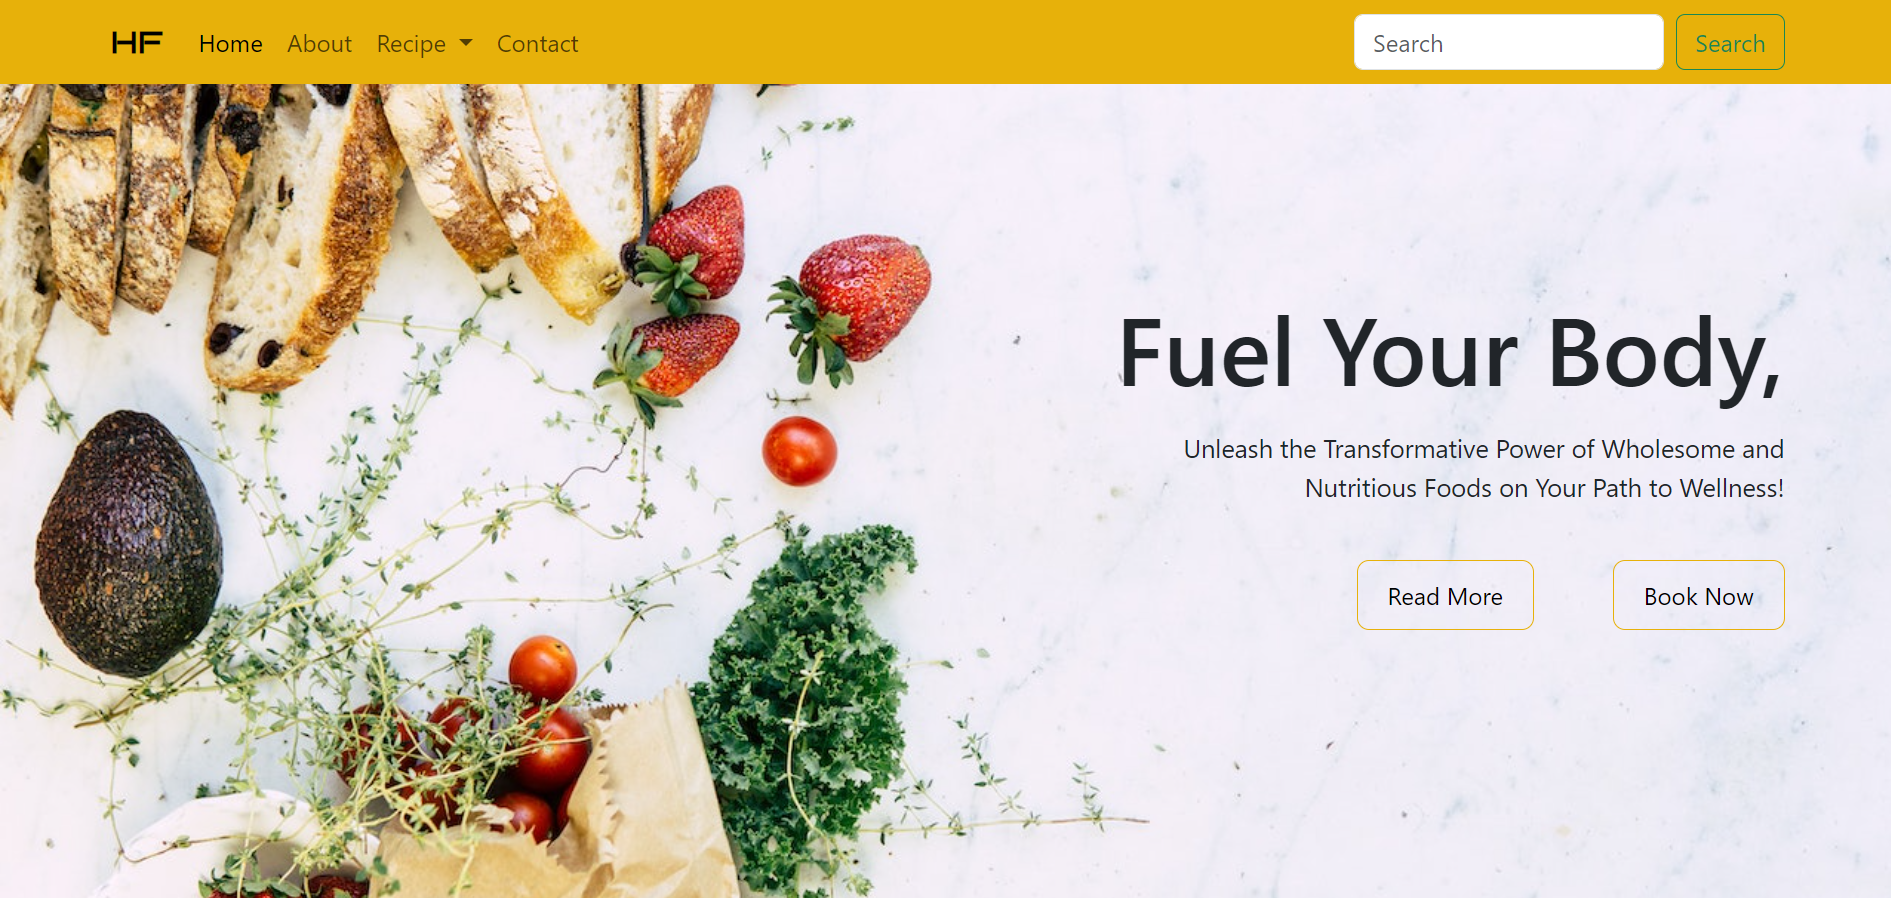 HF Home About Recipe Contact Search Search
Fuel Your Body,
Unleash the Transformative Power of Wholesome and
Nutritious Foods on Your Path to Wellness!
Read More Book Now